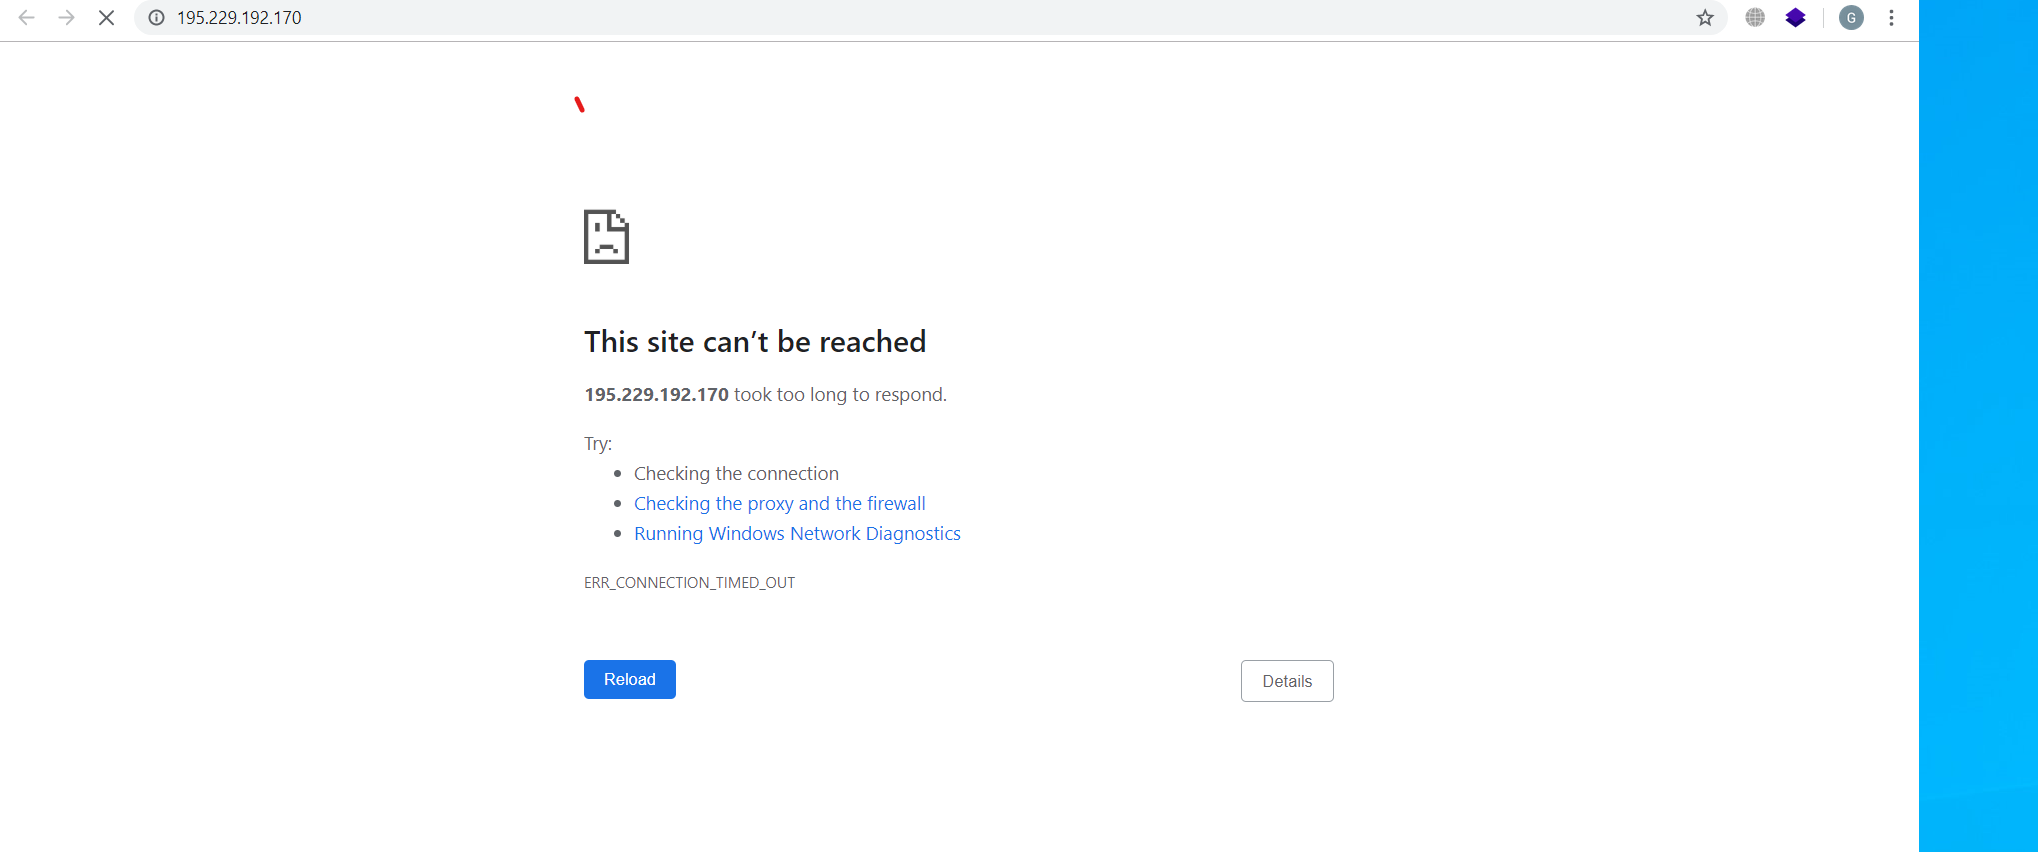 195.229.192.170
G
This site can’t be reached
195.229.192.170 took too long to respond.
Try:
Checking the connection
Checking the proxy and the firewall
Running Windows Network Diagnostics
ERR_CONNECTION_TIMED_OUT
Reload
Details